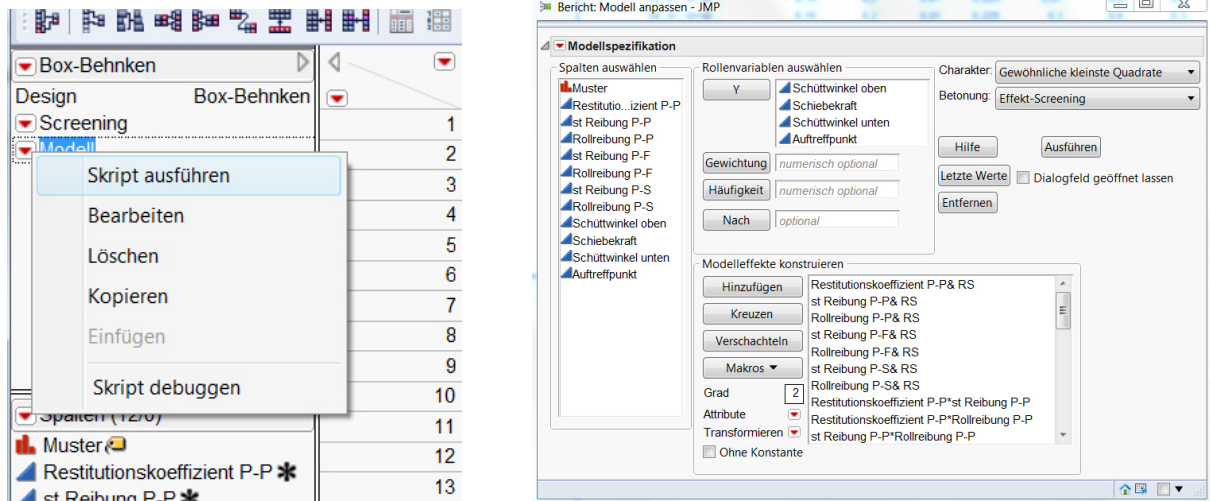 Box-Behnken
Design Box-Behnken
Screening
Modell
Skript ausführen
Bearbeiten
Löschen
Kopieren
Einfügen
Skript debuggen
Spalten (12/0)
Muster
Restitutionskoeffizient P-P
st Reibung P-P
1
2
3
4
5
6
7
8
9
10
11
12
13
Bericht: Modell anpassen - JMP
Modellspezifikation
Spalten auswählen
Muster
Restitutio...izient P-P
st Reibung P-P
Rollreibung P-P
st Reibung P-F
Rollreibung P-F
st Reibung P-S
Rollreibung P-S
Schüttwinkel oben
Schiebekraft
Schüttwinkel unten
Auftreffpunkt
Rollenvariablen auswählen
Y
Schüttwinkel oben
Schiebekraft
Schüttwinkel unten
Auftreffpunkt
Gewichtung numerisch optional
Häufigkeit numerisch optional
Nach optional
Charakter: Gewöhnliche kleinste Quadrate
Betonung: Effekt-Screening
Hilfe Ausführen
Letzte Werte Dialogfeld geöffnet lassen
Entfernen
Modelleffekte konstruieren
Hinzufügen
Kreuzen
Verschachteln
Makros
Grad 2
Attribute
Transformieren
Ohne Konstante
Restitutionskoeffizient P-P& RS
st Reibung P-P& RS
Rollreibung P-P& RS
st Reibung P-F& RS
Rollreibung P-F& RS
st Reibung P-S& RS
Rollreibung P-S& RS
Restitutionskoeffizient P-P*st Reibung P-P
Restitutionskoeffizient P-P*Rollreibung P-P
st Reibung P-P*Rollreibung P-P